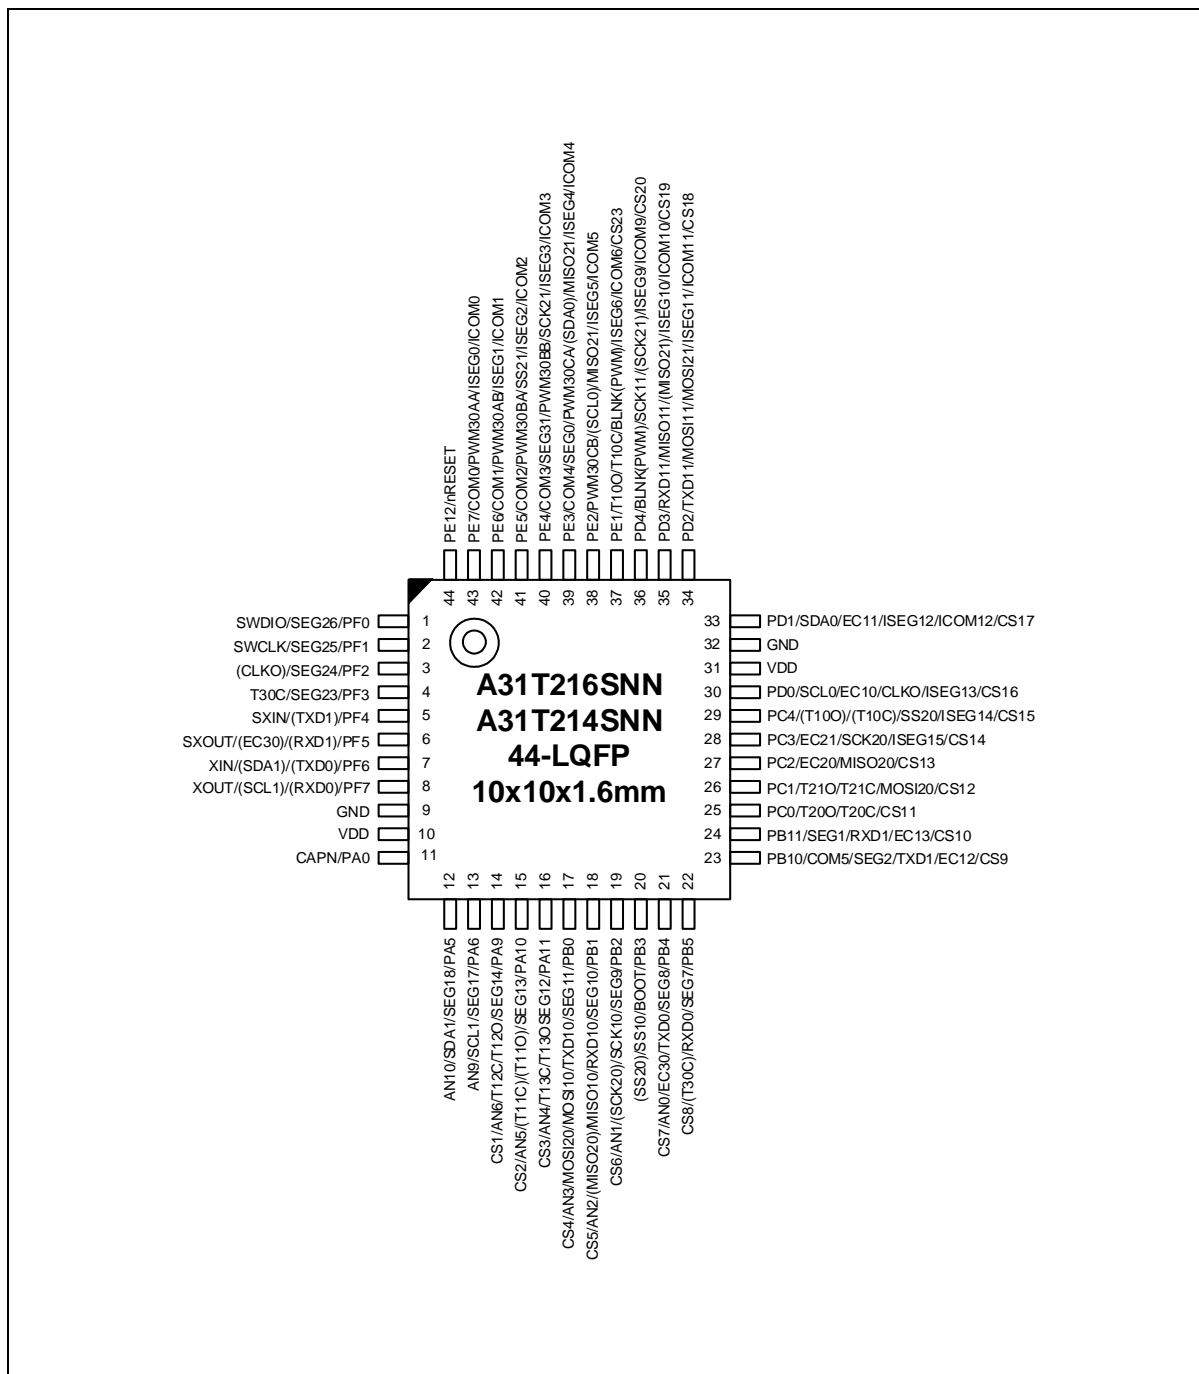 PE12/nRESET
PE7/COM0/PWM30AA/ISEG0/ICOM0
PE6/COM1/PWM30AB/ISEG1/ICOM1
PE5/COM2/PWM30BA/SS21/ISEG2/ICOM2
PE4/COM3/SEG31/PWM30BB/SCK21/ISEG3/ICOM3
PE3/COM4/SEG0/PWM30CA/(SDA0)/MISO21/ISEG4/ICOM4
PE2/PWM30CB/(SCL0)/MISO21/ISEG5/ICOM5
PE1/T10O/T10C/BLNK(PWM)/ISEG6/ICOM6/CS23
PD4/BLNK(PWM)/SCK11/(SCK21)/ISEG9/ICOM9/CS20
PD3/RXD11/MISO11/(MISO21)/ISEG10/ICOM10/CS19
PD2/TXD11/MOSI11/MOSI21/ISEG11/ICOM11/CS18
44
43
42
41
40
39
38
37
36
35
34
SWDIO/SEG26/PF0 1
SWCLK/SEG25/PF1 2
(CLKO)/SEG24/PF2 3
T30C/SEG23/PF3 4
SXIN/(TXD1)/PF4 5
SXOUT/(EC30)/(RXD1)/PF5 6
XIN/(SDA1)/(TXD0)/PF6 7
XOUT/(SCL1)/(RXD0)/PF7 8
GND 9
VDD 10
CAPN/PA0 11
A31T216SNN
A31T214SNN
44-LQFP
10x10x1.6mm
33 PD1/SDA0/EC11/ISEG12/ICOM12/CS17
32 GND
31 VDD
30 PD0/SCL0/EC10/CLKO/ISEG13/CS16
29 PC4/(T10O)/(T10C)/SS20/ISEG14/CS15
28 PC3/EC21/SCK20/ISEG15/CS14
27 PC2/EC20/MISO20/CS13
26 PC1/T21O/T21C/MOSI20/CS12
25 PC0/T20O/T20C/CS11
24 PB11/SEG1/RXD1/EC13/CS10
23 PB10/COM5/SEG2/TXD1/EC12/CS9
12
13
14
15
16
17
18
19
20
21
22
AN10/SDA1/SEG18/PA5
AN9/SCL1/SEG17/PA6
CS1/AN6/T12C/T12O/SEG14/PA9
CS2/AN5/(T11C)/(T11O)/SEG13/PA10
CS3/AN4/T13C/T13OSEG12/PA11
CS4/AN3/MOSI20/MOSI10/TXD10/SEG11/PB0
CS5/AN2/(MISO20)/MISO10/RXD10/SEG10/PB1
CS6/AN1/(SCK20)/SCK10/SEG9/PB2
(SS20)/SS10/BOOT/PB3
CS7/AN0/EC30/TXD0/SEG8/PB4
CS8/(T30C)/RXD0/SEG7/PB5